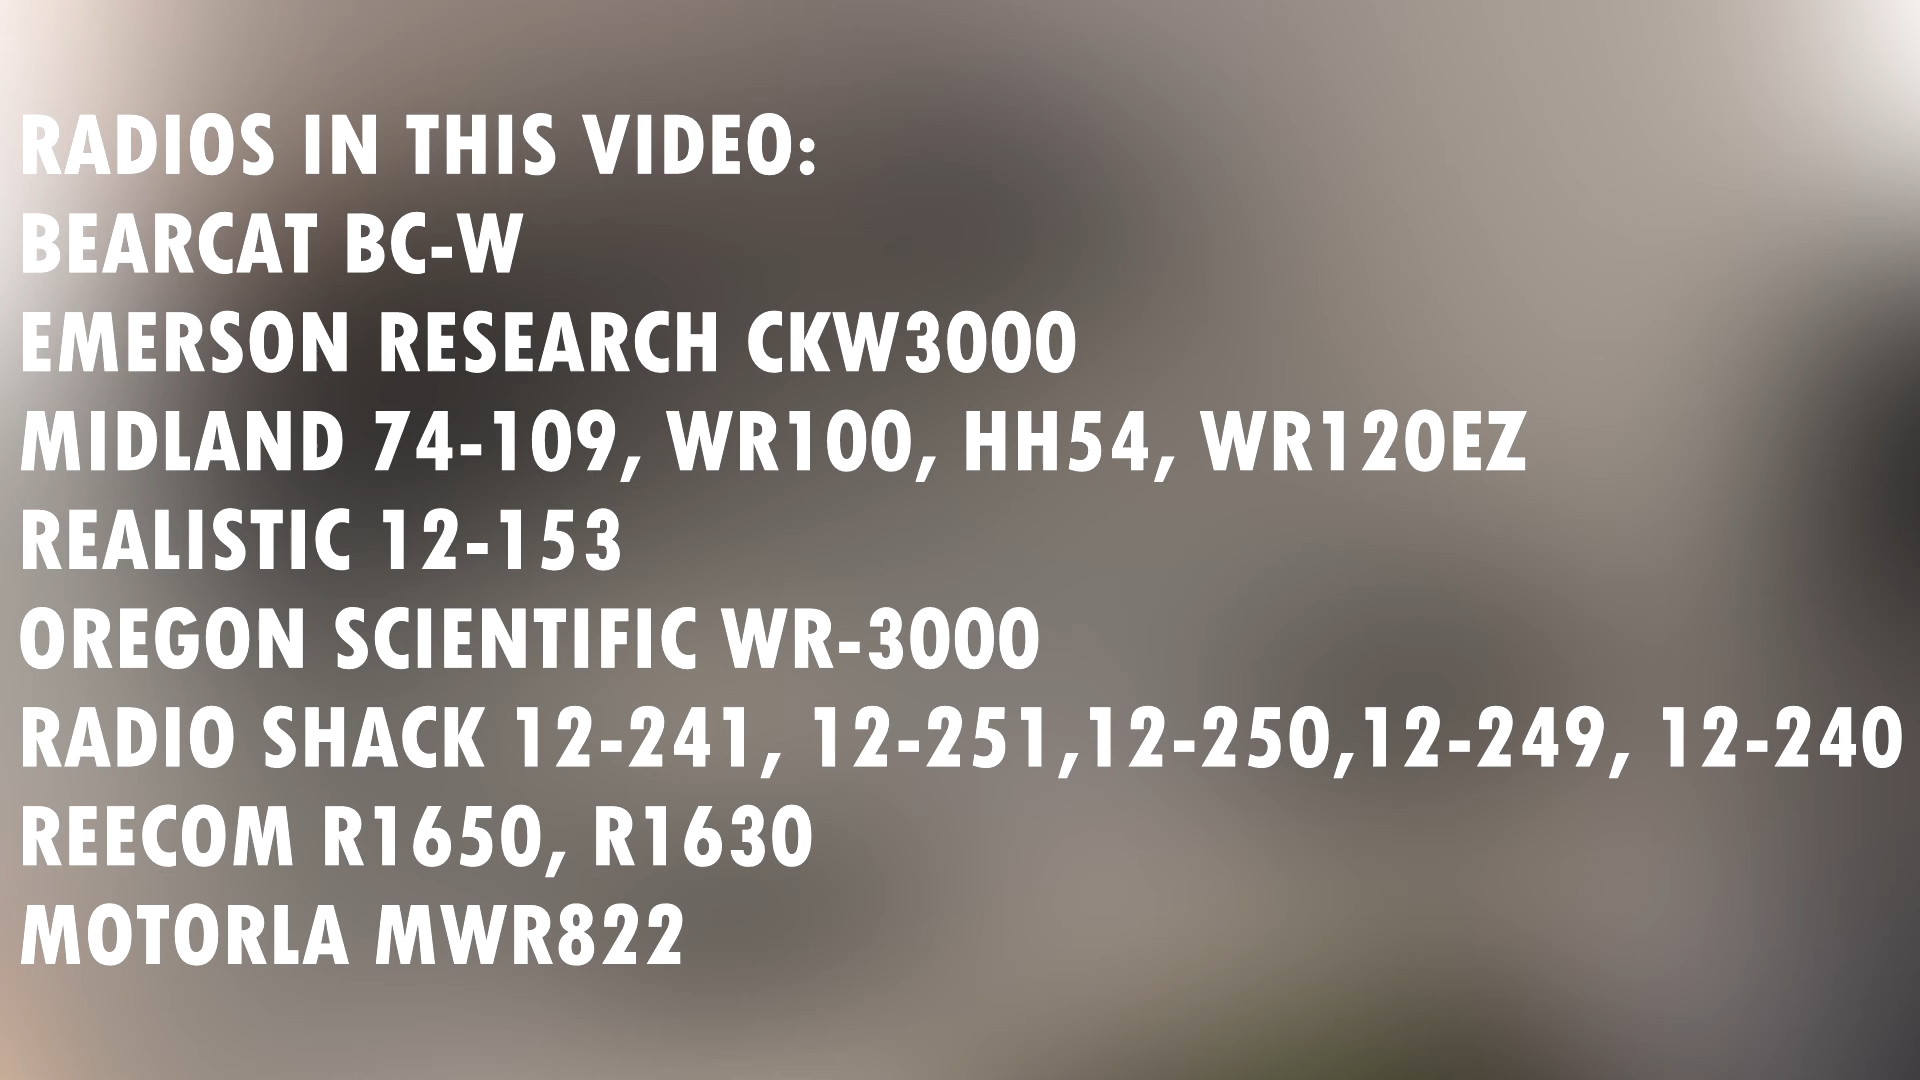 RADIOS IN THIS VIDEO:
BEARCAT BC-W
EMERSON RESEARCH CKW3000
MIDLAND 74-109, WR100, HH54, WR120EZ
REALISTIC 12-153
OREGON SCIENTIFIC WR-3000
RADIO SHACK 12-241, 12-251,12-250,12-249, 12-240
REECOM R1650, R1630
MOTORLA MWR822